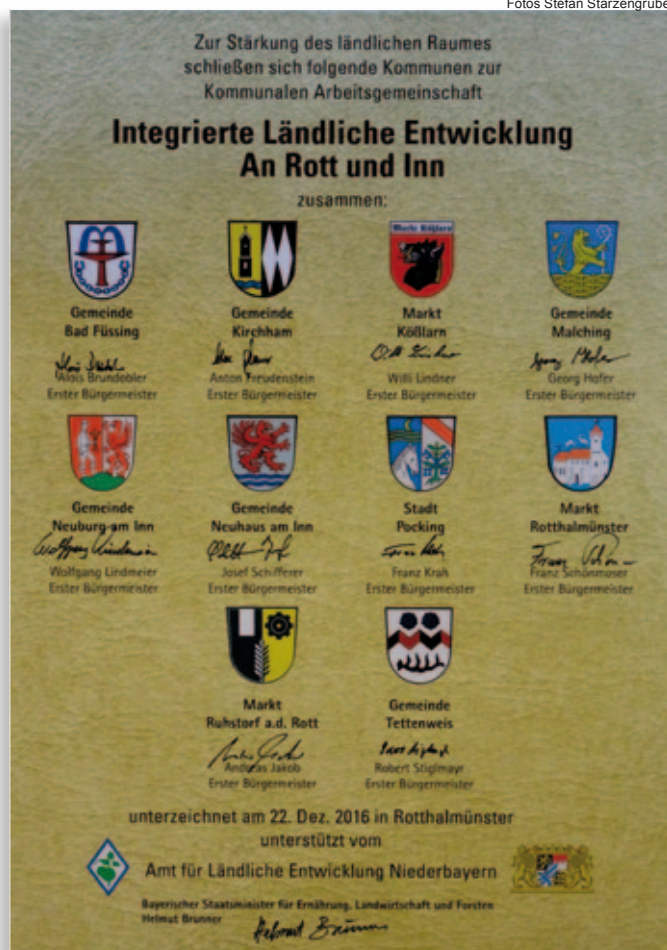 Fotos Stefan Starzengrube
Zur Stärkung des ländlichen Raumes
schließen sich folgende Kommunen zur
Kommunalen Arbeitsgemeinschaft
Integrierte Ländliche Entwicklung
An Rott und Inn
zusammen:
Markt Kößlarn
Gemeinde
Bad Füssing
Alois Brundobler
Erster Bürgermeister
Gemeinde
Kirchham
Anton Freudenstein
Erster Bürgermeister
Markt
Kößlarn
Willi Lindner
Erster Bürgermeister
Gemeinde
Malching
Georg Hofer
Erster Bürgermeister
Gemeinde
Neuburg am Inn
Wolfgang Lindmeier
Erster Bürgermeister
Gemeinde
Neuhaus am Inn
Josef Schifferer
Erster Bürgermeister
Stadt
Pocking
Franz Krah
Erster Bürgermeister
Markt
Rotthalmünster
Franz Schönmoser
Erster Bürgermeister
Markt
Ruhstorf a.d. Rott
Andreas Jakob
Erster Bürgermeister
Gemeinde
Tettenweis
Robert Stiglmayr
Erster Bürgermeister
unterzeichnet am 22. Dez. 2016 in Rotthalmünster
unterstützt vom
Amt für Ländliche Entwicklung Niederbayern
Bayerischer Staatsminister für Ernährung, Landwirtschaft und Forsten
Helmut Brunner
Helmut Brunner